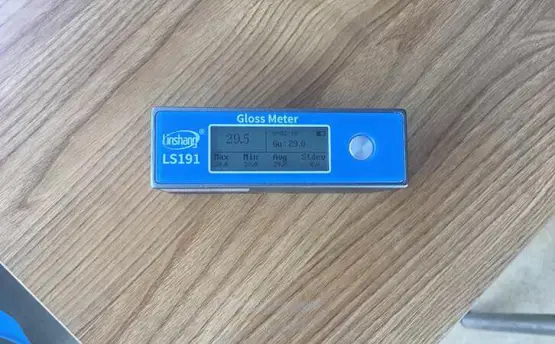 Gloss Meter
Linshang®
LS191
29.5
Gu 29.0
Max Min Avg Stdev